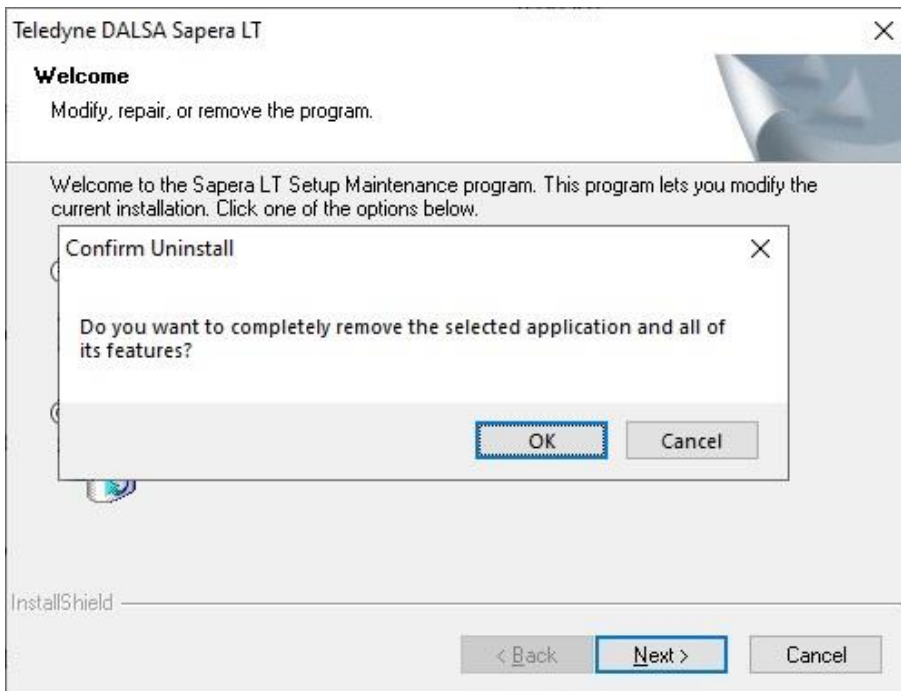 Teledyne DALSA Sapera LT
Welcome
Modify, repair, or remove the program.
Welcome to the Sapera LT Setup Maintenance program. This program lets you modify the
current installation. Click one of the options below.
Confirm Uninstall
Do you want to completely remove the selected application and all of
its features?
OK Cancel
InstallShield
< Back Next > Cancel